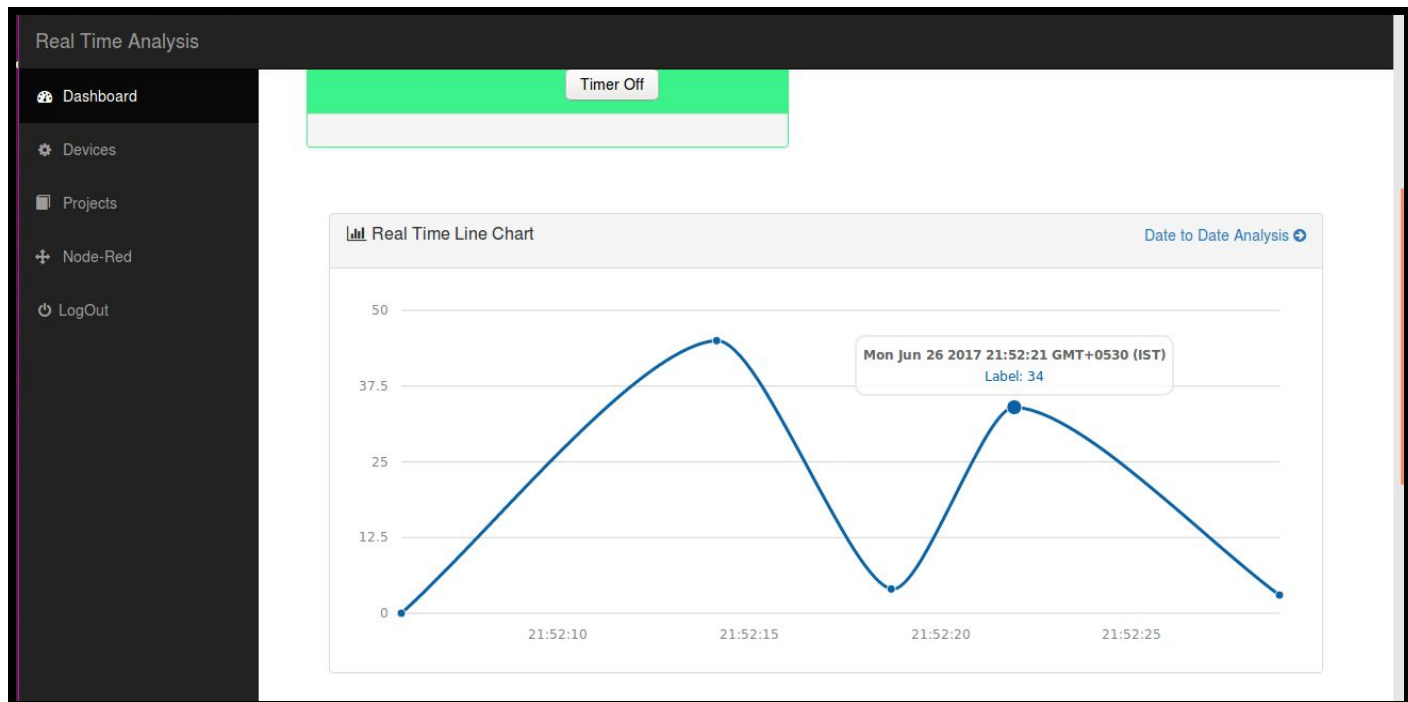 Real Time Analysis
Dashboard
Devices
Projects
Node-Red
LogOut
Timer Off
Real Time Line Chart
Date to Date Analysis
50
37.5
25
12.5
0
Mon Jun 26 2017 21:52:21 GMT+0530 (IST)
Label: 34
21:52:10 21:52:15 21:52:20 21:52:25